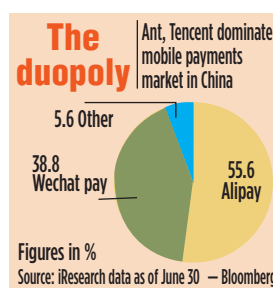 The
duopoly
Ant, Tencent dominate
mobile payments
market in China
5.6 Other
38.8
Wechat pay
55.6
Alipay
Figures in %
Source: iResearch data as of June 30 – Bloomberg